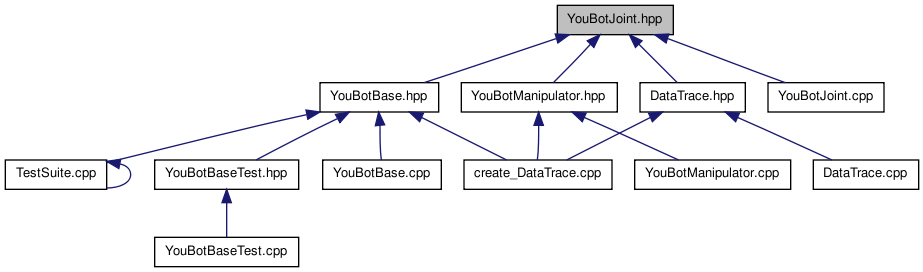 YouBotJoint.hpp
YouBotBase.hpp
YouBotManipulator.hpp
DataTrace.hpp
YouBotJoint.cpp
TestSuite.cpp
YouBotBaseTest.hpp
YouBotBase.cpp
create_DataTrace.cpp
YouBotManipulator.cpp
DataTrace.cpp
YouBotBaseTest.cpp